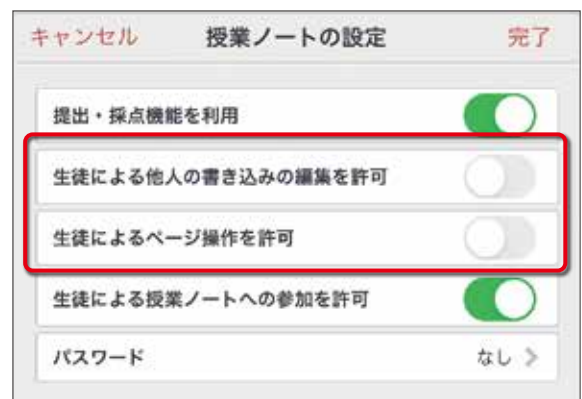 キャンセル 授業ノートの設定 完了
提出・採点機能を利用
生徒による他人の書き込みの編集を許可
生徒によるページ操作を許可
生徒による授業ノートへの参加を許可
パスワード なし